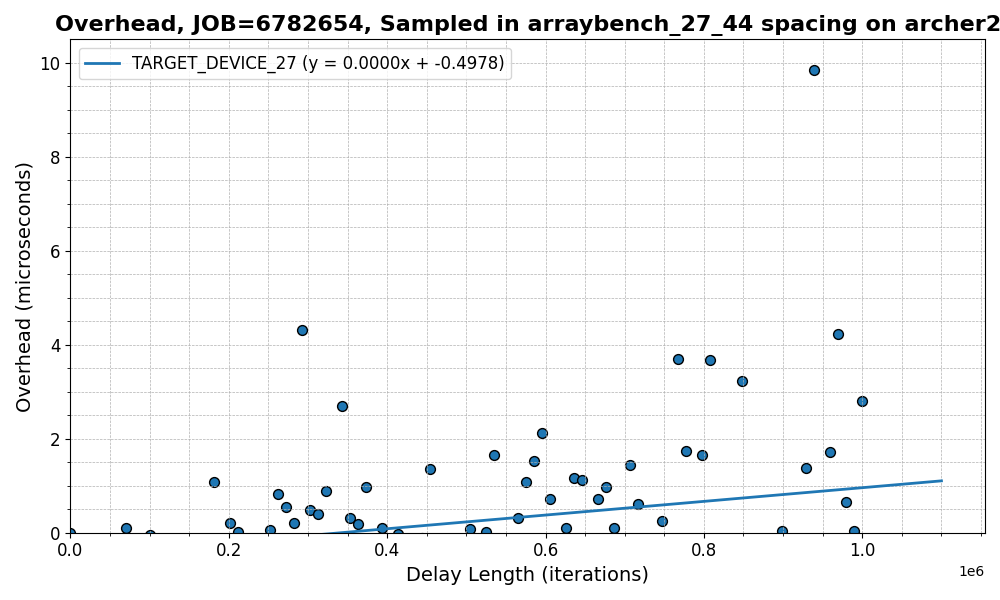 Overhead, JOB=6782654, Sampled in arraybench_27_44 spacing on archer2
TARGET_DEVICE_27 (y = 0.0000x + -0.4978)
Overhead (microseconds)
10
8
6
4
2
0
0.0 0.2 0.4 0.6 0.8 1.0
1e6
Delay Length (iterations)